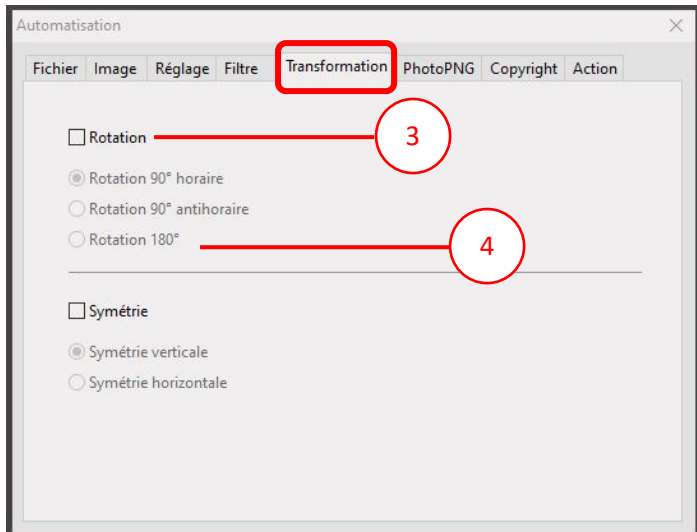 Automatisation
Fichier Image Réglage Filtre Transformation PhotoPNG Copyright Action
Rotation 3
Rotation 90° horaire
Rotation 90° antihoraire
Rotation 180° 4
Symétrie
Symétrie verticale
Symétrie horizontale